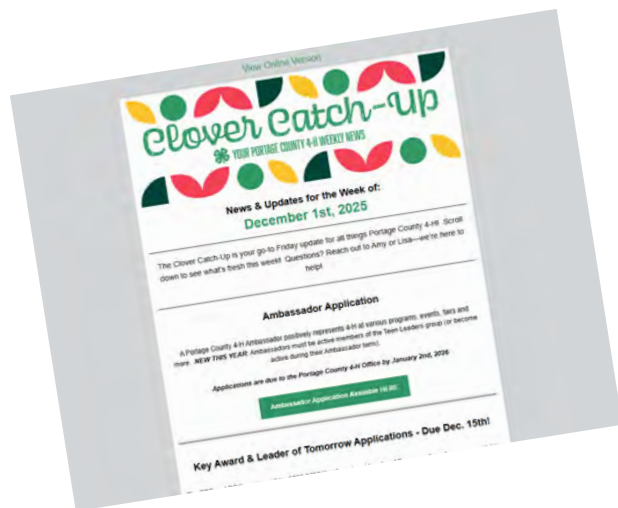 View Online Version
Clover Catch-Up
YOUR PORTAGE COUNTY 4-H WEEKLY NEWS
News & Updates for the Week of:
December 1st, 2025
The Clover Catch-Up is your go-to Friday update for all things Portage County 4-H! Scroll
down to see what's fresh this week! Questions? Reach out to Amy or Lisa—we're here to
help!
Ambassador Application
A Portage County 4-H Ambassador positively represents 4-H at various programs, events, fairs and
more. NEW THIS YEAR: Ambassadors must be active members of the Teen Leaders group (or become
active during their Ambassador term).
Applications are due to the Portage County 4-H Office by January 2nd, 2026
Ambassador Application Available HERE
Key Award & Leader of Tomorrow Applications - Due Dec. 15th!